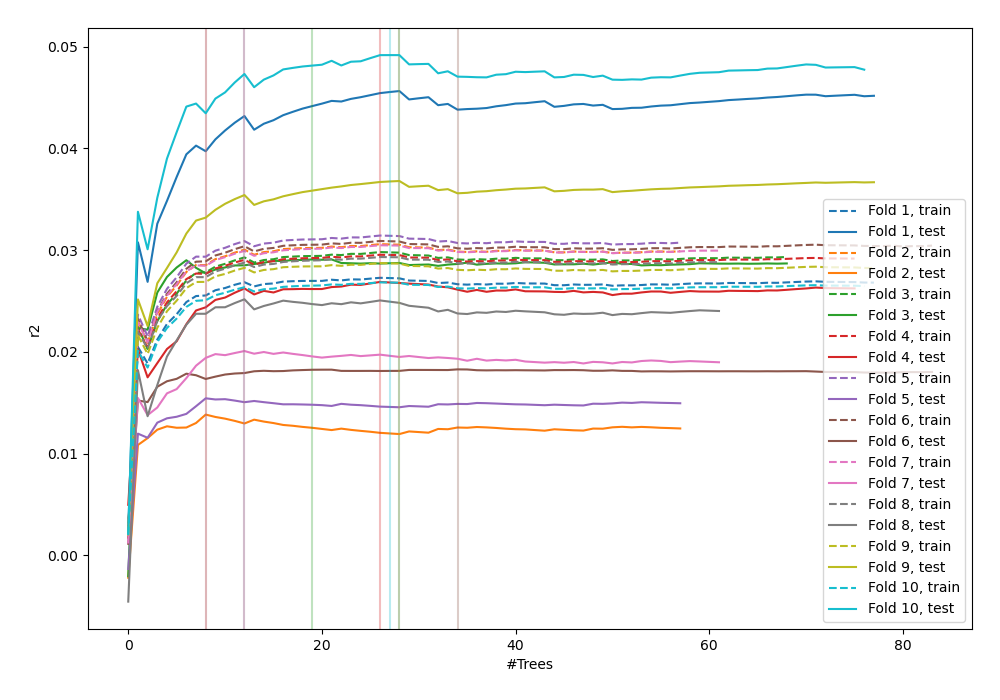 0.05
0.04
0.03
0.02
0.01
0.00
r2
0
20
40
60
80
#Trees
Fold 1, train
Fold 1, test
Fold 2, train
Fold 2, test
Fold 3, train
Fold 3, test
Fold 4, train
Fold 4, test
Fold 5, train
Fold 5, test
Fold 6, train
Fold 6, test
Fold 7, train
Fold 7, test
Fold 8, train
Fold 8, test
Fold 9, train
Fold 9, test
Fold 10, train
Fold 10, test